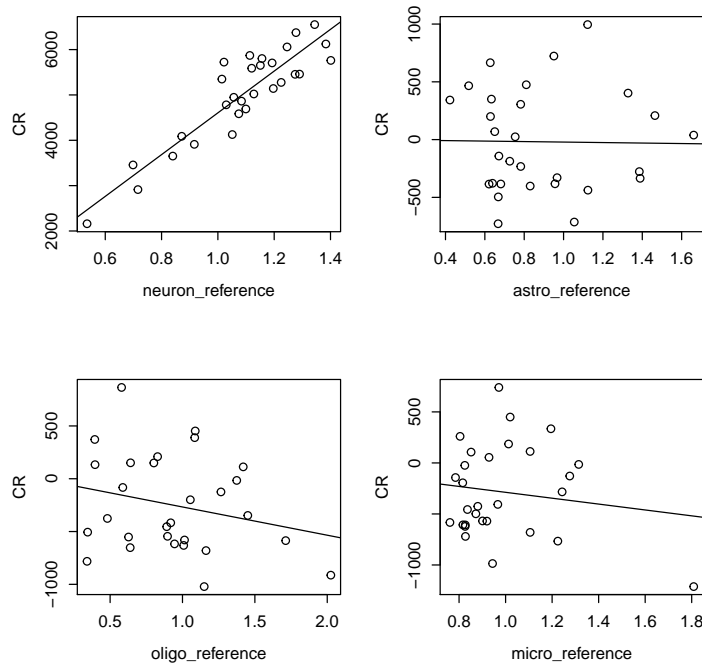 6000
4000
2000
CR
0.6 0.8 1.0 1.2 1.4
neuron_reference
1000
500
0
−500
CR
0.4 0.6 0.8 1.0 1.2 1.4 1.6
astro_reference
500
0
−1000
CR
0.5 1.0 1.5 2.0
oligo_reference
500
0
−1000
CR
0.8 1.0 1.2 1.4 1.6 1.8
micro_reference